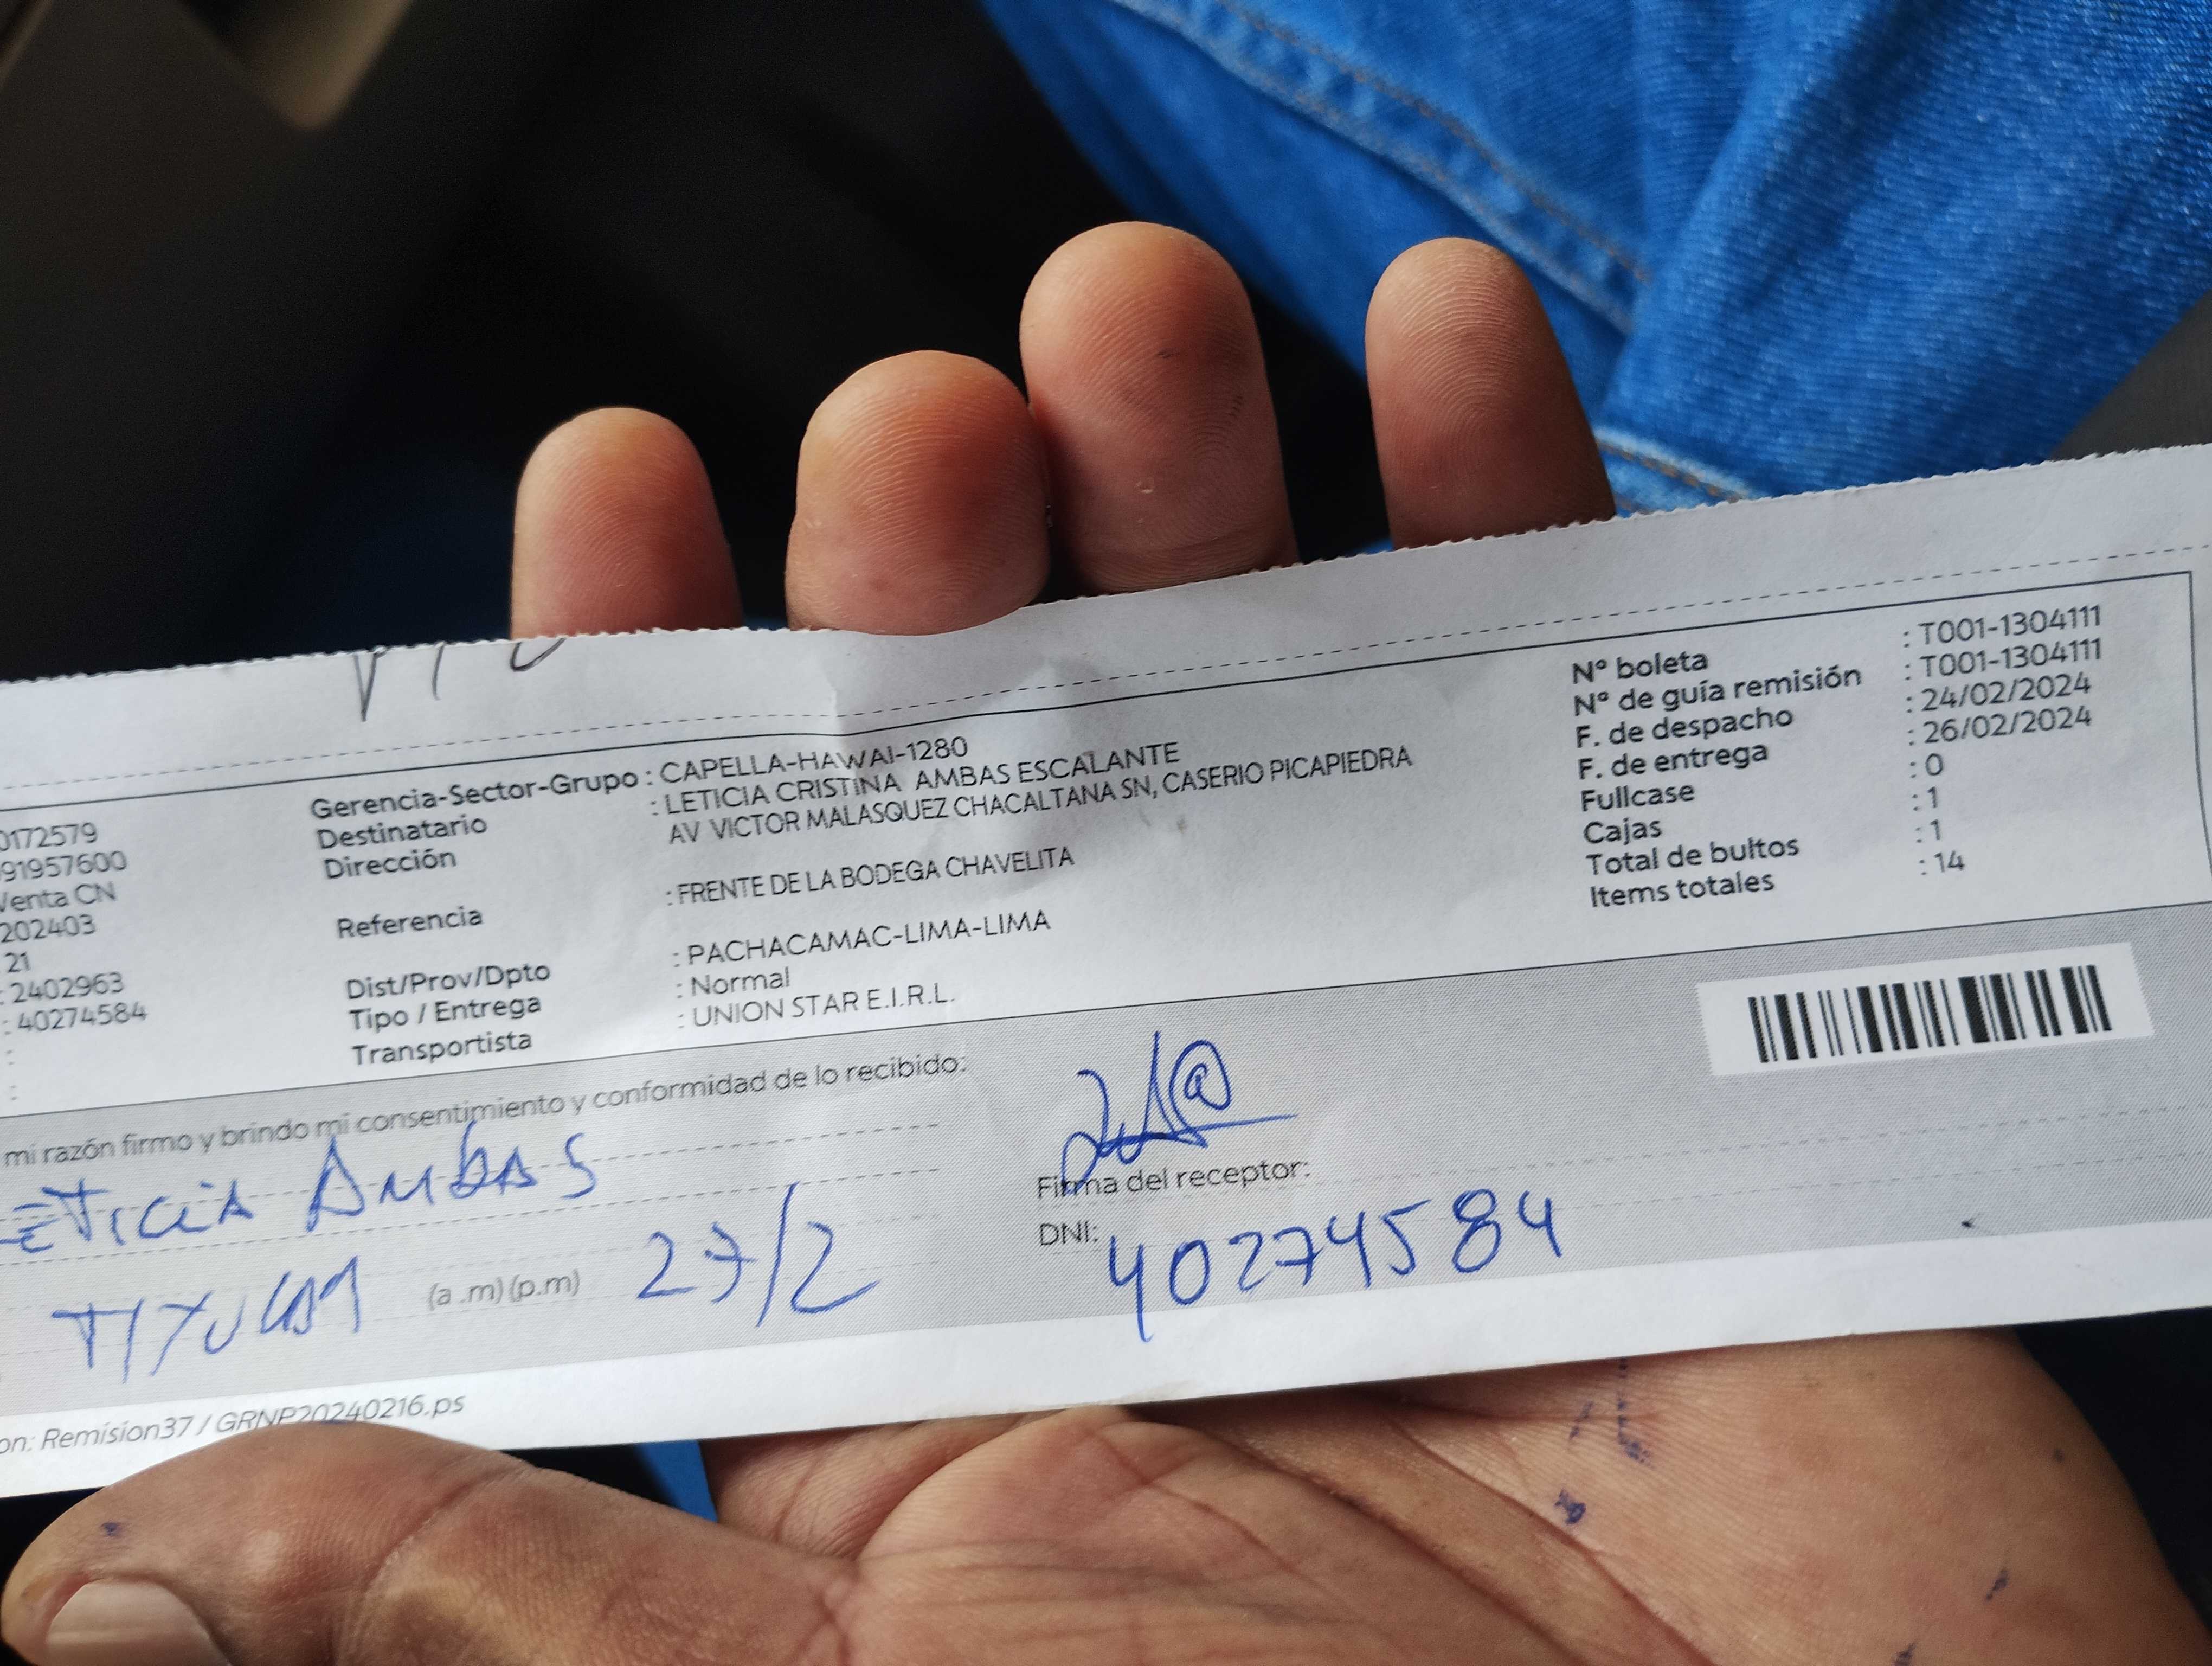 0172579
91957600
Venta CN
202403
21
: 2402963
: 40274584
:
:
Gerencia-Sector-Grupo : CAPELLA-HAWAI-1280
Destinatario : LETICIA CRISTINA AMBAS ESCALANTE
Dirección AV VICTOR MALASQUEZ CHACALTANA SN, CASERIO PICAPIEDRA
Referencia : FRENTE DE LA BODEGA CHAVELITA
Dist/Prov/Dpto : PACHACAMAC-LIMA-LIMA
Tipo / Entrega : Normal
Transportista : UNION STAR E.I.R.L.
N° boleta : T001-1304111
N° de guía remisión : T001-1304111
F. de despacho : 24/02/2024
F. de entrega : 26/02/2024
Fullcase : 0
Cajas : 1
Total de bultos : 1
Items totales : 14
mi razón firmo y brindo mi consentimiento y conformidad de lo recibido:
ETICIA AMBAS
(a .m) (p.m) 27/2
Firma del receptor:
DNI: 40274584
on: Remision37 / GRNP20240216.ps